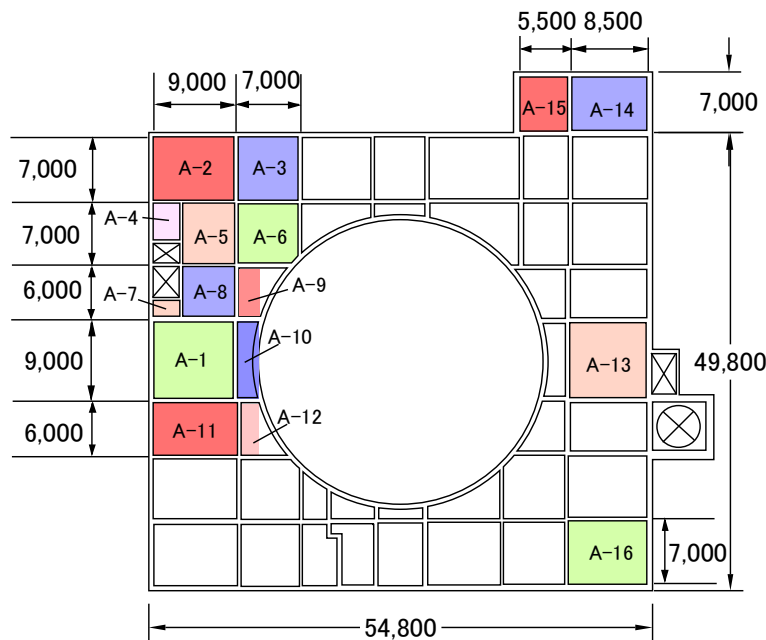 5,500 8,500
9,000 7,000
A-15 A-14
7,000
7,000
A-2 A-3
A-4
7,000
A-5 A-6
6,000
A-7
A-8
A-9
A-10
9,000
A-1
A-13
49,800
6,000
A-11
A-12
A-16
7,000
54,800